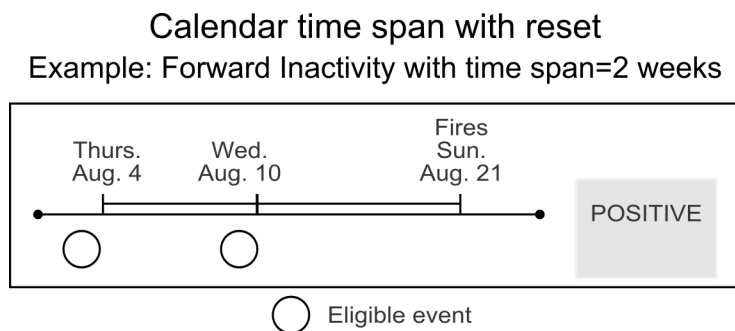 Calendar time span with reset
Example: Forward Inactivity with time span=2 weeks
Fires
Thurs. Wed. Sun.
Aug. 4 Aug. 10 Aug. 21
POSITIVE
Eligible event